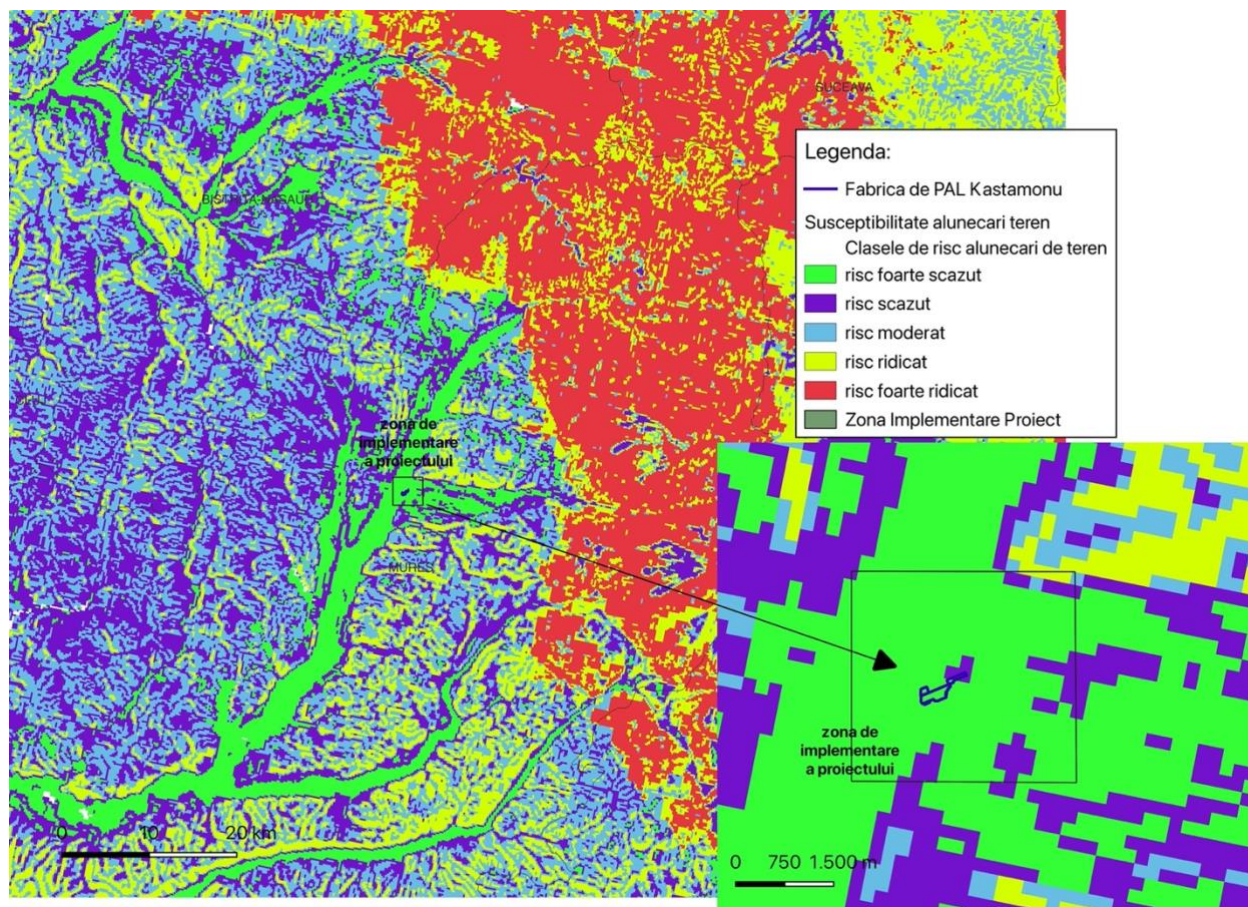 SUCEAVA
Legenda:
Fabrica de PAL Kastamonu
Susceptibilitate alunecari teren
Clasele de risc alunecari de teren
risc foarte scazut
risc scazut
risc moderat
risc ridicat
risc foarte ridicat
Zona Implementare Proiect
BISTRITA-NASAUD
zona de
implementare
a proiectului
MURES
zona de
implementare
a proiectului
0 10 20 km
0 750 1.500 m